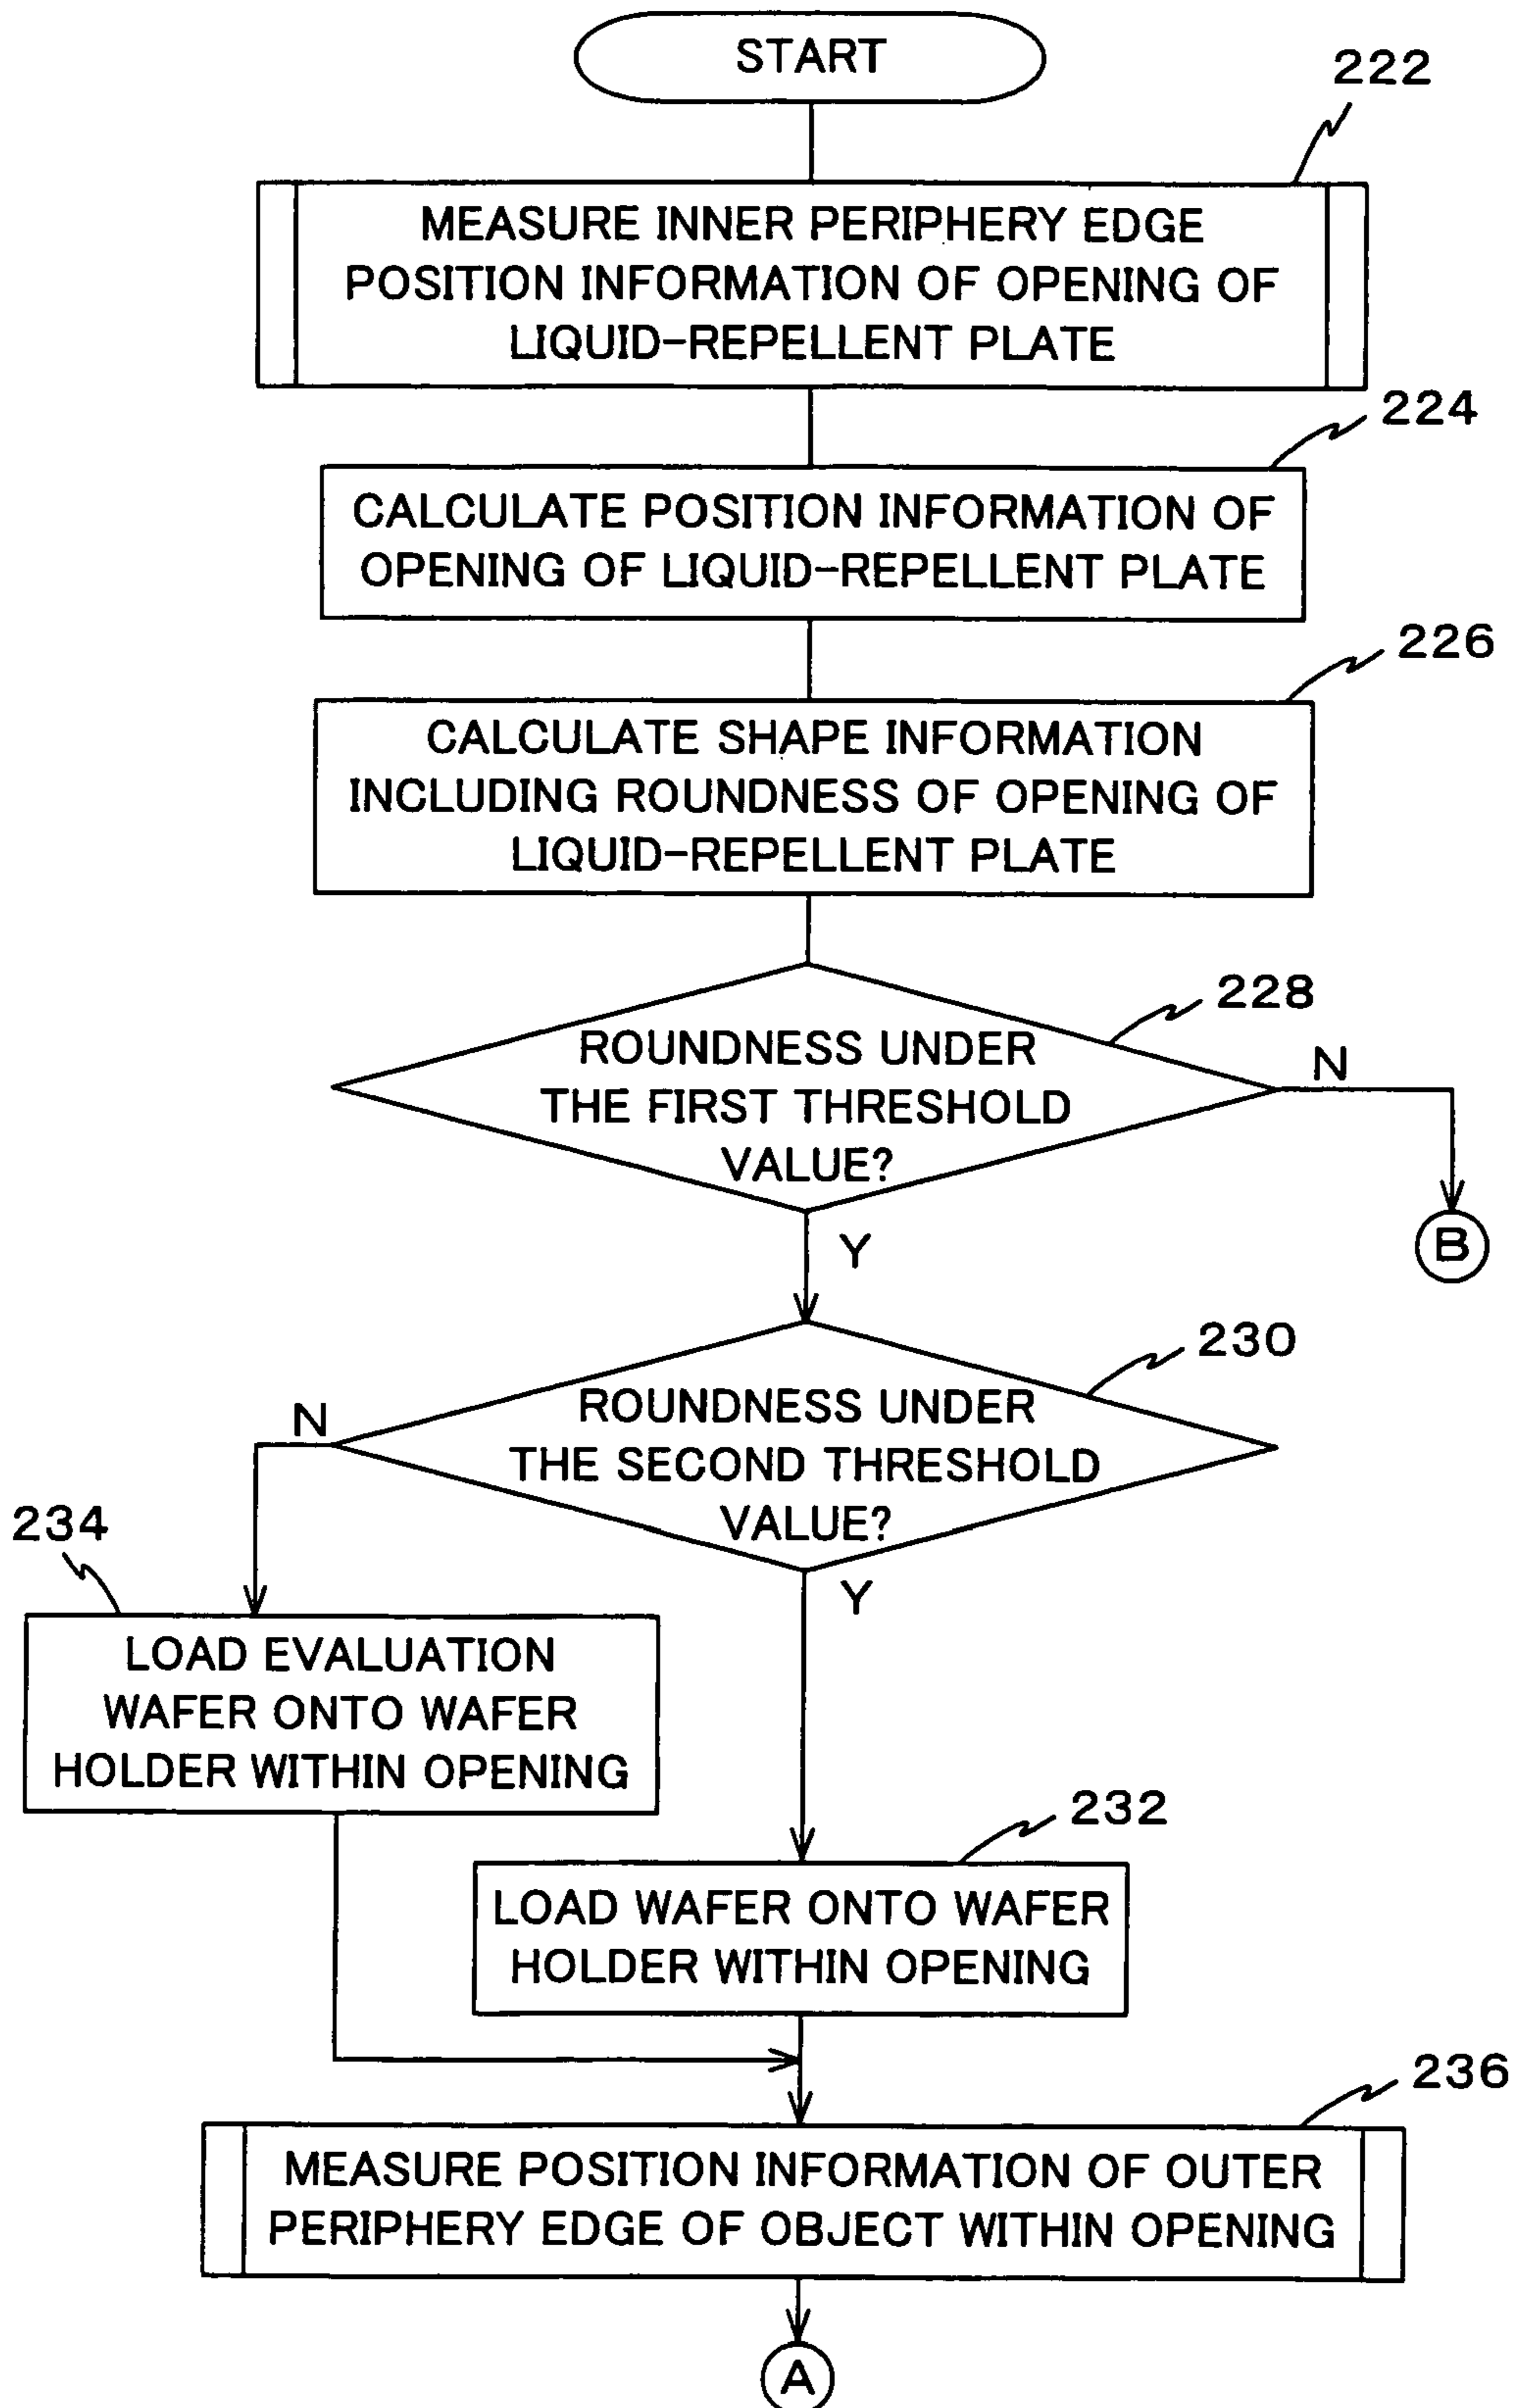 START
222
MEASURE INNER PERIPHERY EDGE
POSITION INFORMATION OF OPENING OF
LIQUID-REPELLENT PLATE
224
CALCULATE POSITION INFORMATION OF
OPENING OF LIQUID-REPELLENT PLATE
226
CALCULATE SHAPE INFORMATION
INCLUDING ROUNDNESS OF OPENING OF
LIQUID-REPELLENT PLATE
228
ROUNDNESS UNDER
THE FIRST THRESHOLD
VALUE?
N
B
Y
230
ROUNDNESS UNDER
THE SECOND THRESHOLD
VALUE?
N
Y
234
LOAD EVALUATION
WAFER ONTO WAFER
HOLDER WITHIN OPENING
232
LOAD WAFER ONTO WAFER
HOLDER WITHIN OPENING
236
MEASURE POSITION INFORMATION OF OUTER
PERIPHERY EDGE OF OBJECT WITHIN OPENING
A